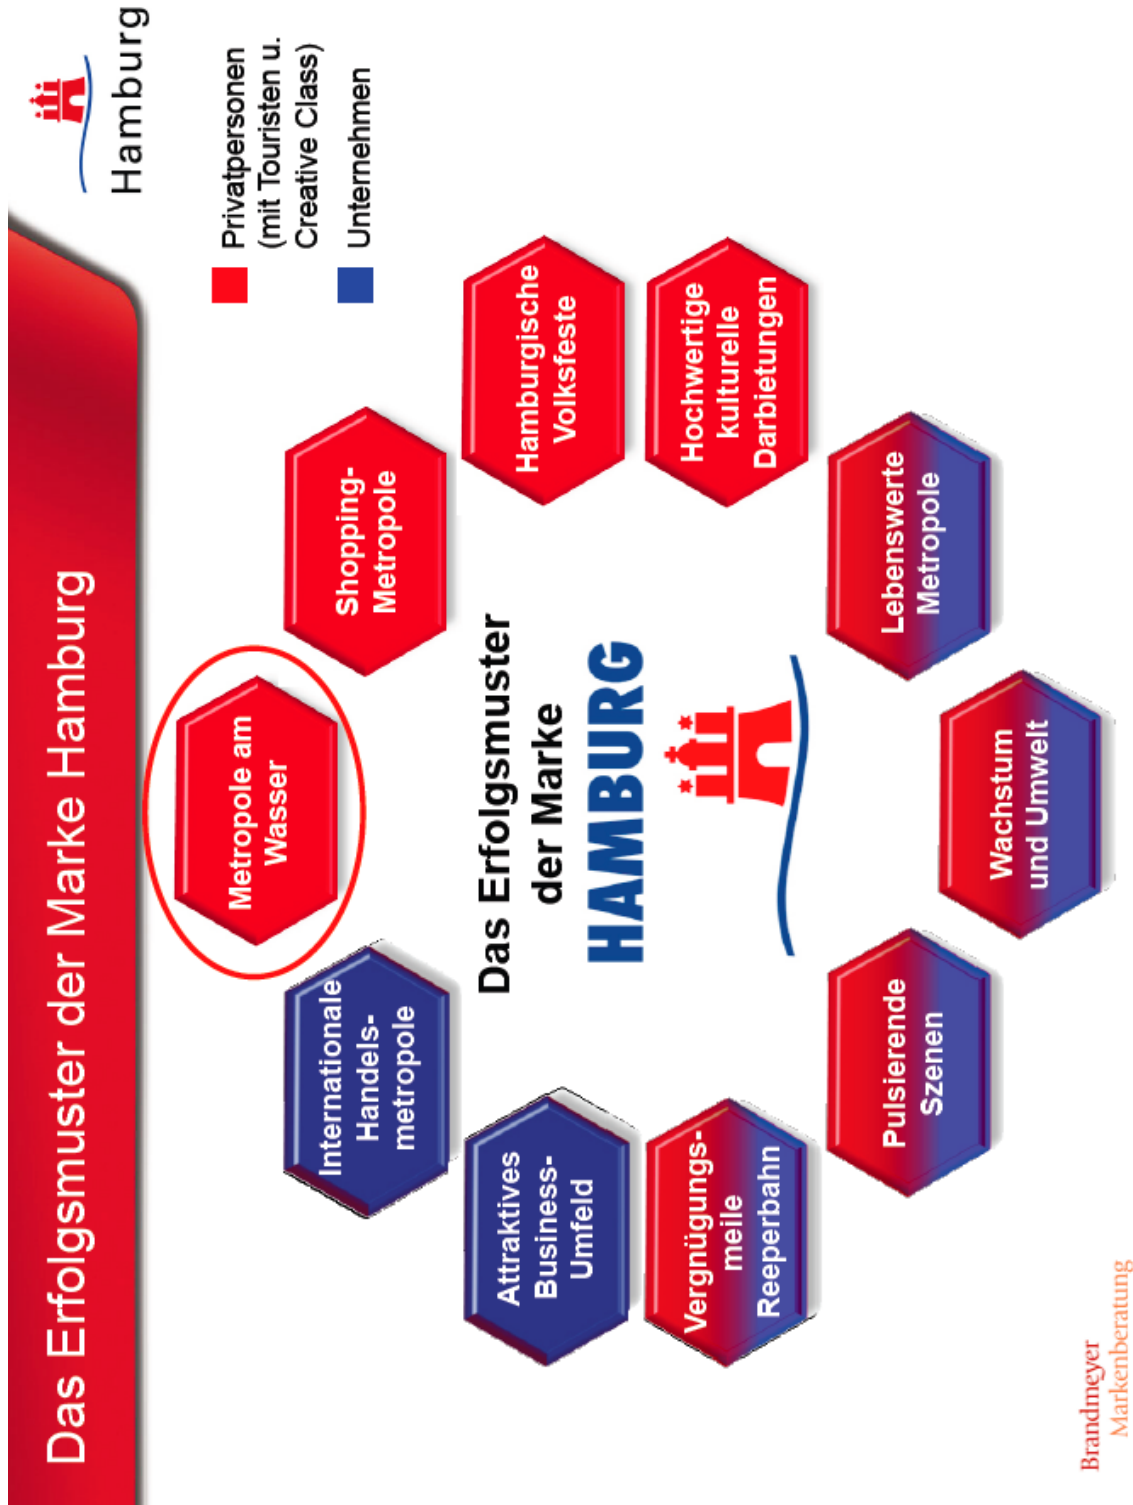 Das Erfolgsmuster der Marke Hamburg
Hamburg
Privatpersonen
(mit Touristen u.
Creative Class)
Unternehmen
Metropole am
Wasser
Shopping-
Metropole
Hamburgische
Volksfeste
Hochwertige
kulturelle
Darbietungen
Lebenswerte
Metropole
Wachstum
und Umwelt
Pulsierende
Szenen
Vergnügungs-
meile
Reeperbahn
Attraktives
Business-
Umfeld
Internationale
Handels-
metropole
Das Erfolgsmuster
der Marke
HAMBURG
Brandmeyer
Markenberatung